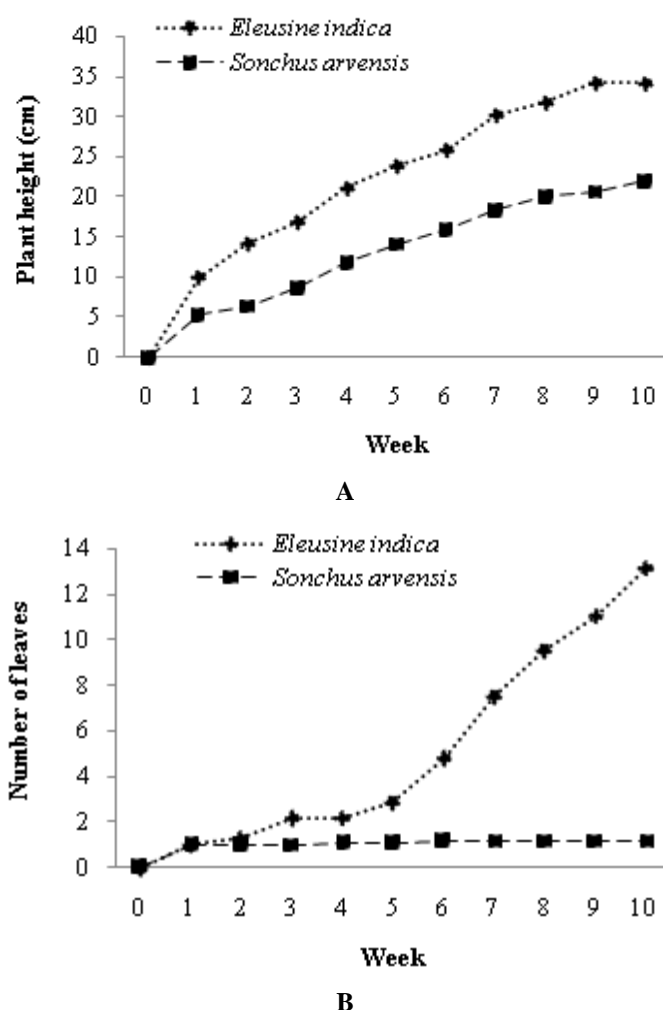 Eleusine indica
Sonchus arvensis
Plant height (cm)
40
35
30
25
20
15
10
5
0
0 1 2 3 4 5 6 7 8 9 10
Week
A
Eleusine indica
Sonchus arvensis
Number of leaves
14
12
10
8
6
4
2
0
0 1 2 3 4 5 6 7 8 9 10
Week
B